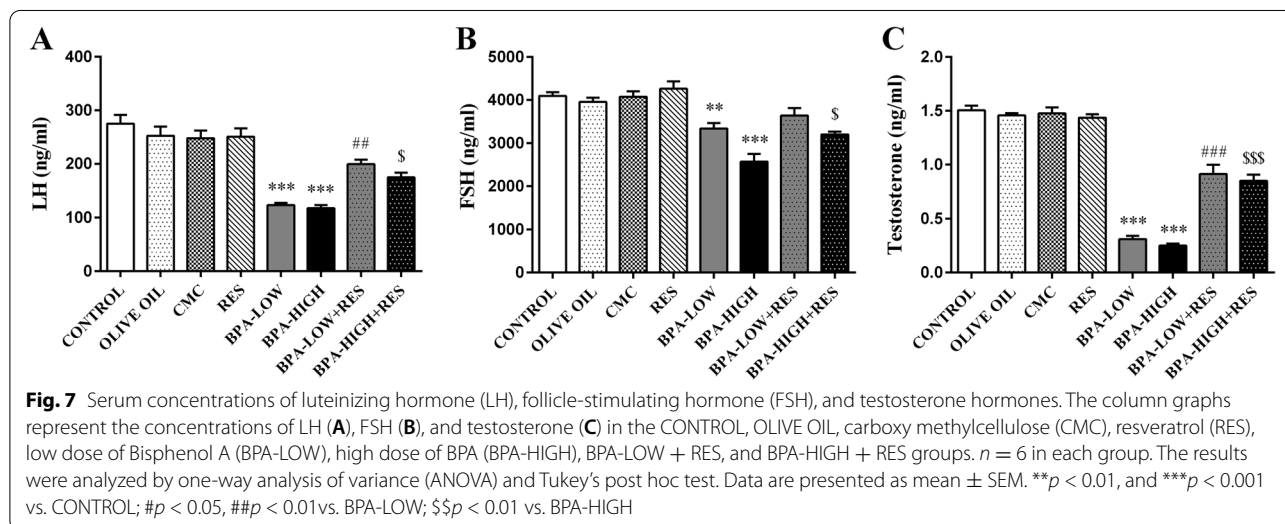 A
B
C
400
300
200
100
0
LH (ng/ml)
***
***
##
$
CONTROL
OLIVE OIL
CMC
RES
BPA-LOW
BPA-HIGH
BPA-LOW+RES
BPA-HIGH+RES
5000
4000
3000
2000
1000
0
FSH (ng/ml)
**
***
$
CONTROL
OLIVE OIL
CMC
RES
BPA-LOW
BPA-HIGH
BPA-LOW+RES
BPA-HIGH+RES
2.0
1.5
1.0
0.5
0.0
Testosterone (ng/ml)
***
***
###
$$$
CONTROL
OLIVE OIL
CMC
RES
BPA-LOW
BPA-HIGH
BPA-LOW+RES
BPA-HIGH+RES
Fig. 7 Serum concentrations of luteinizing hormone (LH), follicle-stimulating hormone (FSH), and testosterone hormones. The column graphs
represent the concentrations of LH (A), FSH (B), and testosterone (C) in the CONTROL, OLIVE OIL, carboxy methylcellulose (CMC), resveratrol (RES),
low dose of Bisphenol A (BPA-LOW), high dose of BPA (BPA-HIGH), BPA-LOW + RES, and BPA-HIGH + RES groups. n = 6 in each group. The results
were analyzed by one-way analysis of variance (ANOVA) and Tukey's post hoc test. Data are presented as mean ± SEM. **p < 0.01, and ***p < 0.001
vs. CONTROL; #p < 0.05, ##p < 0.01vs. BPA-LOW; $$p < 0.01 vs. BPA-HIGH